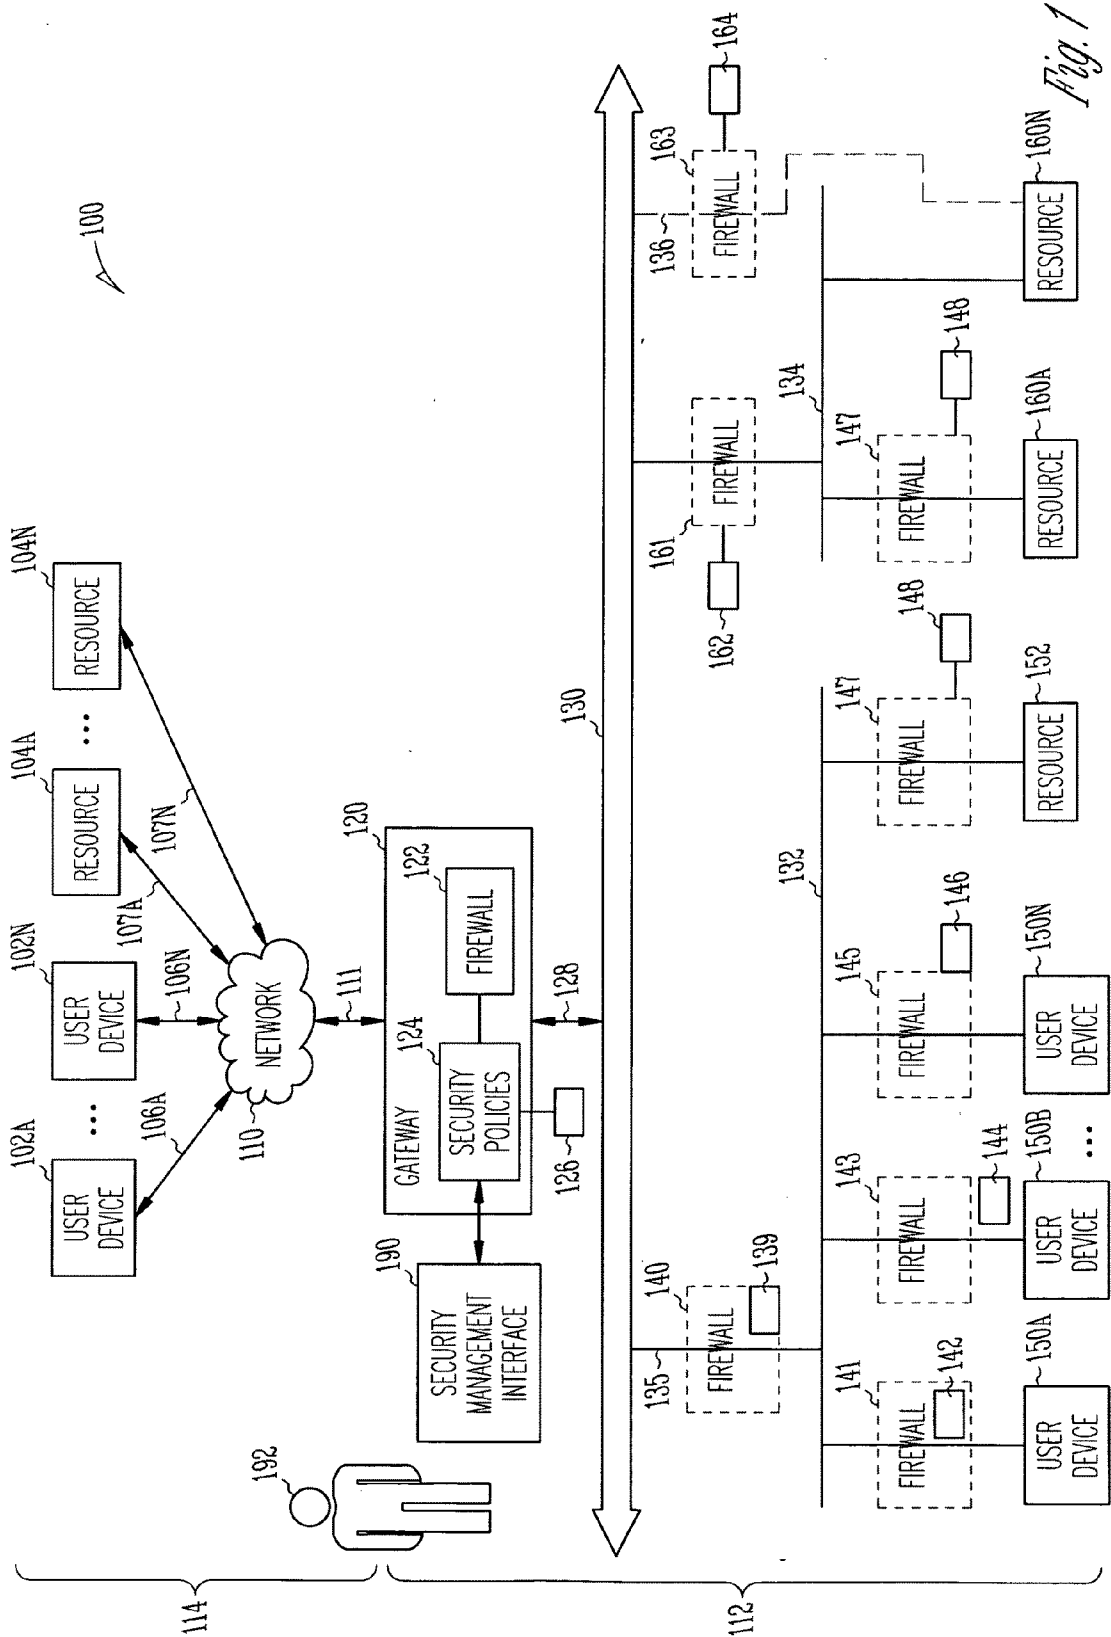 Fig. 1
100
114
102A
USER
DEVICE
...
102N
USER
DEVICE
104A
RESOURCE
...
104N
RESOURCE
106A
106N
107A
107N
110
NETWORK
111
192
190
SECURITY
MANAGEMENT
INTERFACE
120
GATEWAY
124
SECURITY
POLICIES
122
FIREWALL
126
128
130
112
135
140
FIREWALL
139
161
FIREWALL
162
136
163
FIREWALL
164
132
134
141
FIREWALL
142
143
FIREWALL
144
145
FIREWALL
146
147
FIREWALL
148
147
FIREWALL
148
150A
USER
DEVICE
150B
USER
DEVICE
...
150N
USER
DEVICE
152
RESOURCE
160A
RESOURCE
160N
RESOURCE